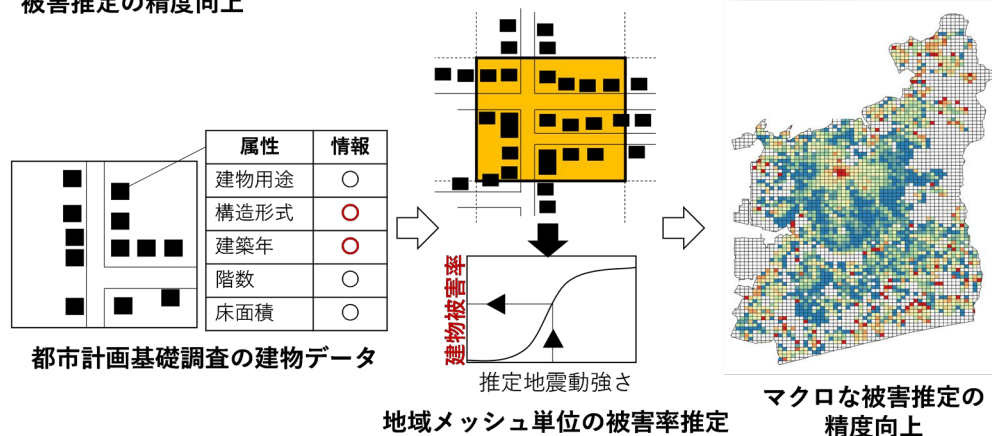 被害推定の精度向上
属性 情報
建物用途 ○
構造形式 ○
建築年 ○
階数 ○
床面積 ○
都市計画基礎調査の建物データ
建物被害率
推定地震動強さ
地域メッシュ単位の被害率推定
マクロな被害推定の
精度向上